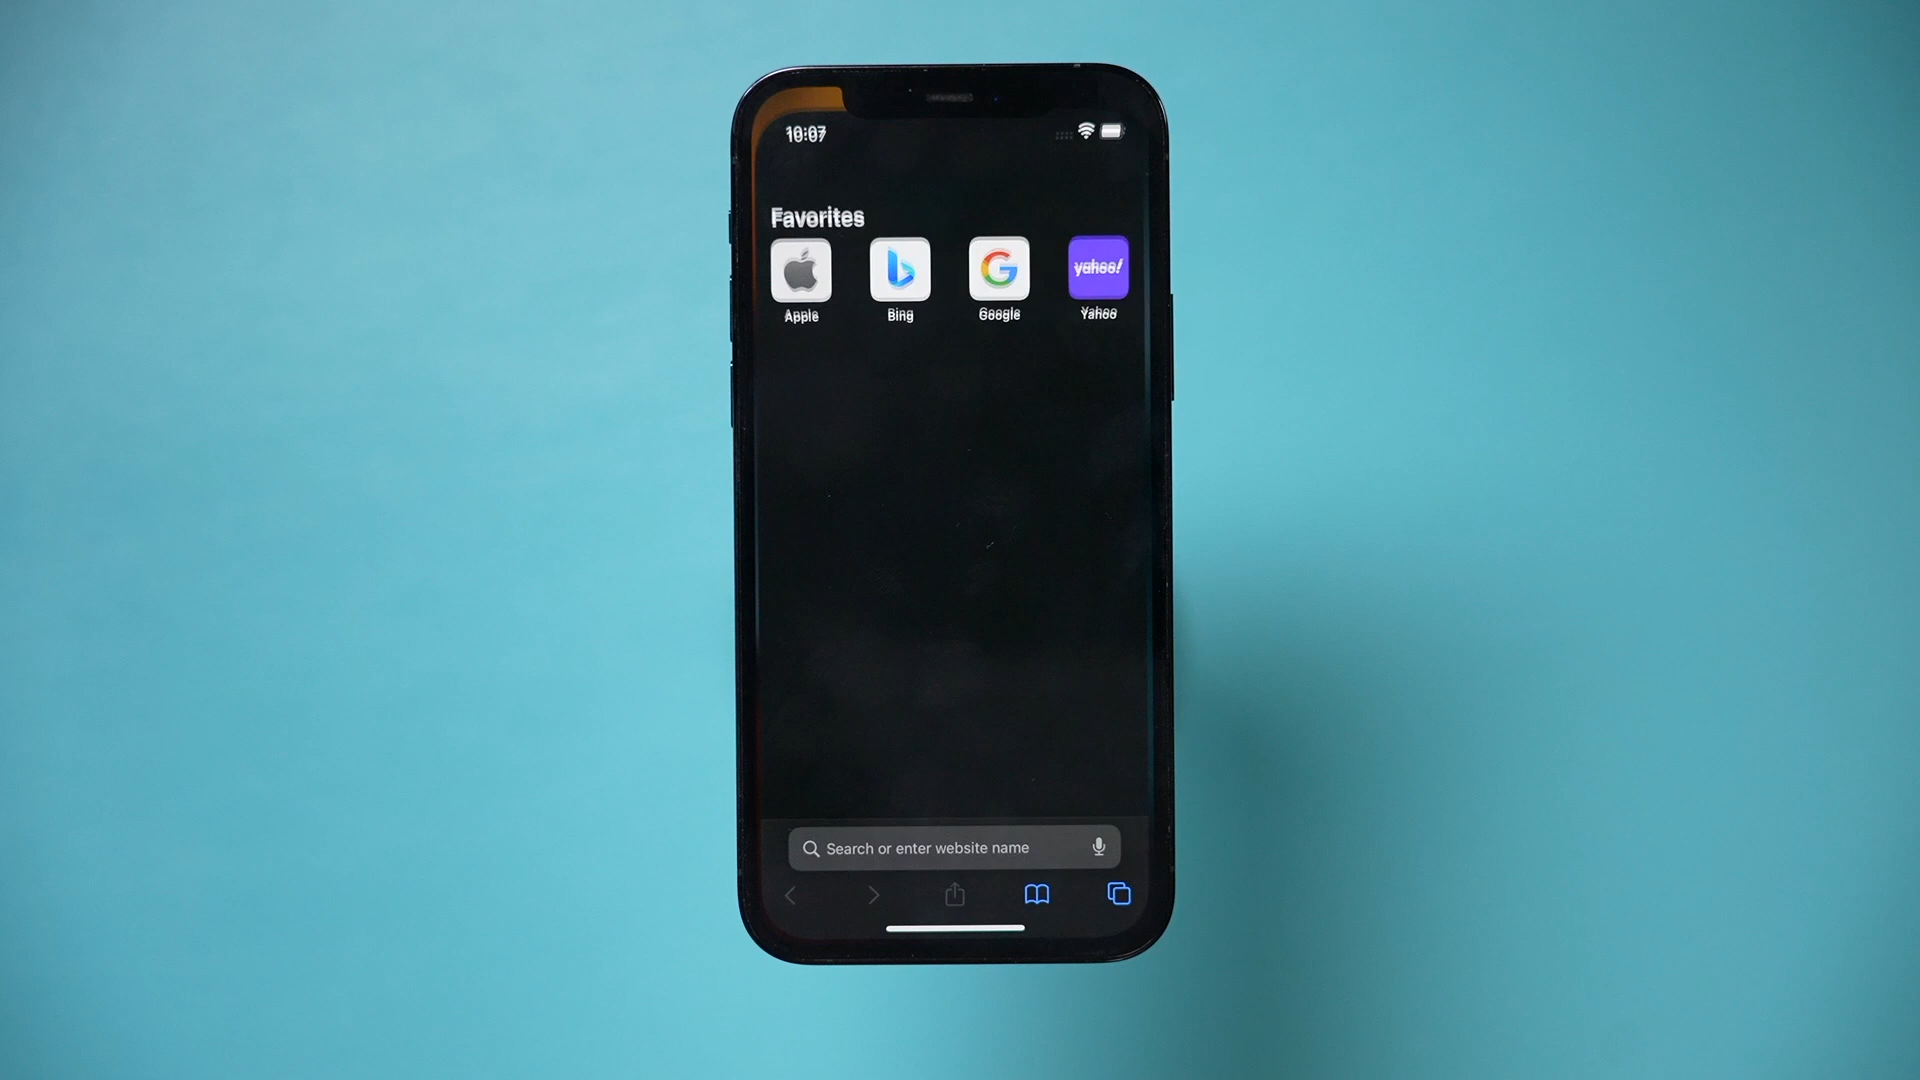 10:07
Favorites
yahoo!
Apple Bing Google Yahoo
Search or enter website name